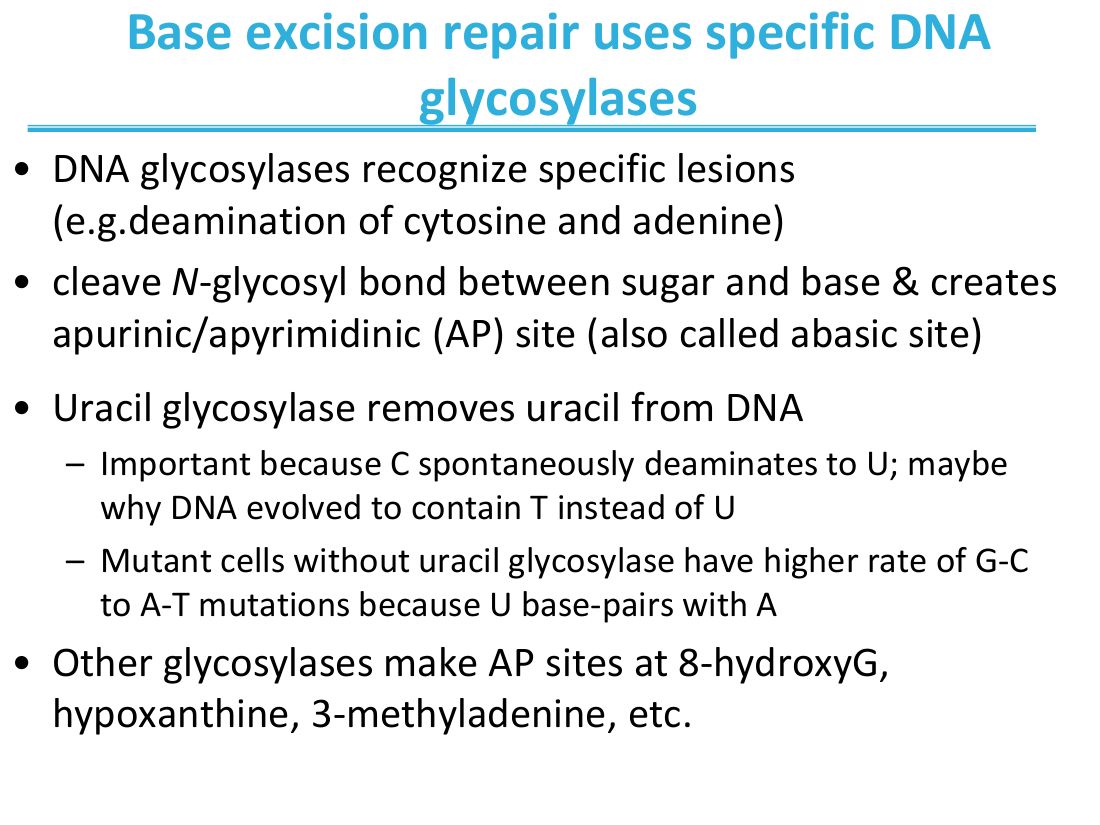 Base excision repair uses specific DNA
glycosylases
• DNA glycosylases recognize specific lesions
(e.g.deamination of cytosine and adenine)
• cleave N-glycosyl bond between sugar and base & creates
apurinic/apyrimidinic (AP) site (also called abasic site)
• Uracil glycosylase removes uracil from DNA
– Important because C spontaneously deaminates to U; maybe
why DNA evolved to contain T instead of U
– Mutant cells without uracil glycosylase have higher rate of G-C
to A-T mutations because U base-pairs with A
• Other glycosylases make AP sites at 8-hydroxyG,
hypoxanthine, 3-methyladenine, etc.